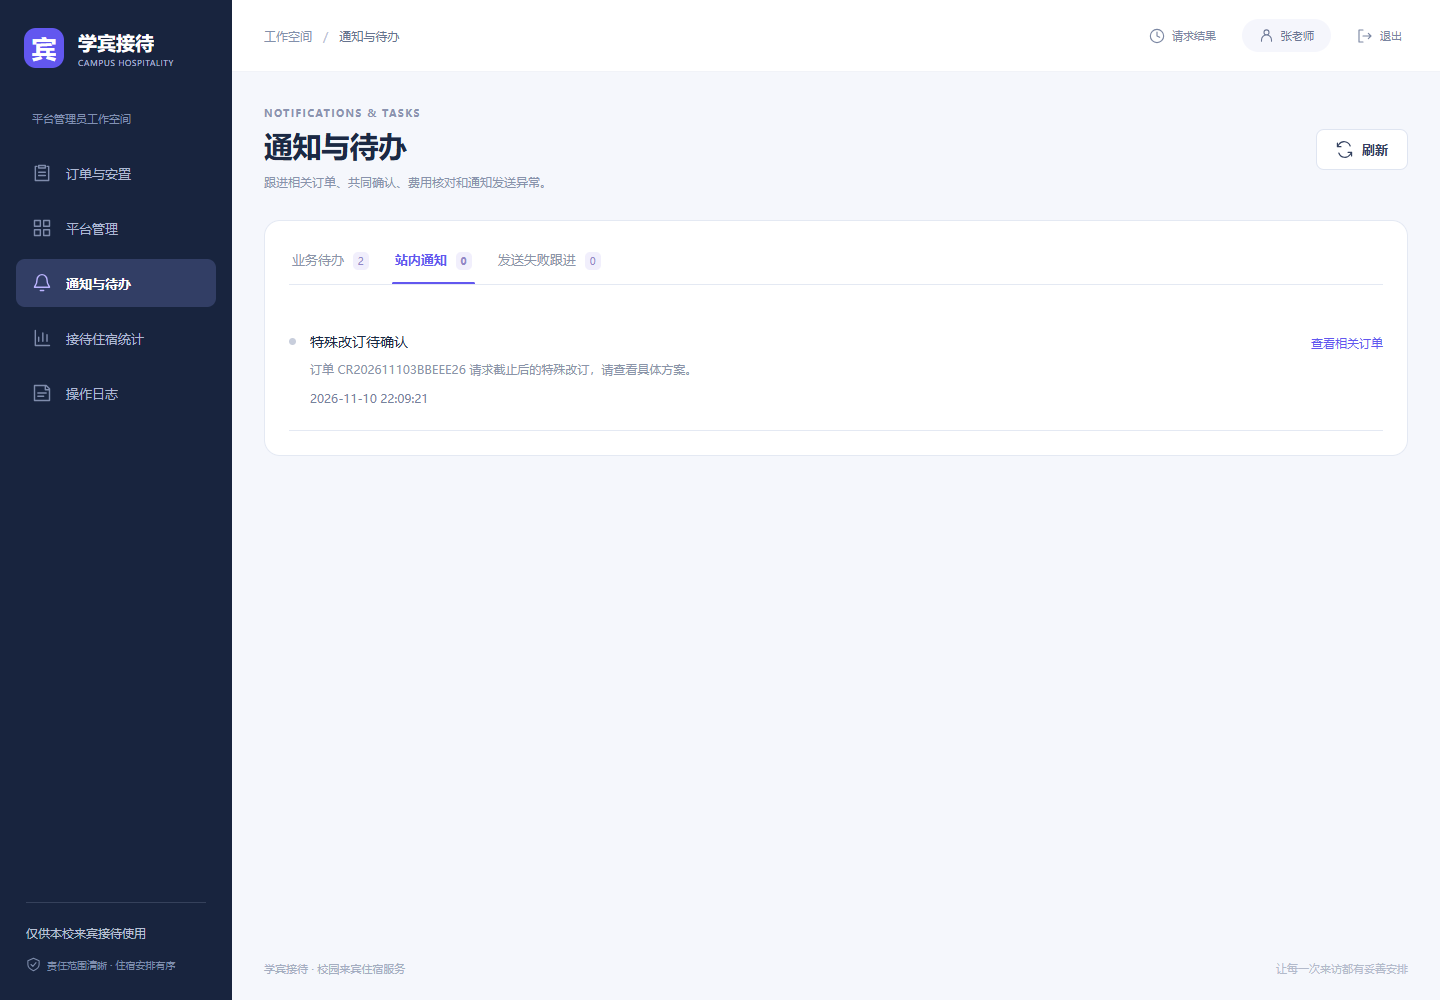 宾
学宾接待
CAMPUS HOSPITALITY
平台管理员工作空间
订单与安置
平台管理
通知与待办
接待住宿统计
操作日志
仅供本校来宾接待使用
责任范围清晰 · 住宿安排有序
工作空间 / 通知与待办
请求结果
张老师
退出
NOTIFICATIONS & TASKS
通知与待办
跟进相关订单、共同确认、费用核对和通知发送异常。
刷新
业务待办 2 站内通知 0 发送失败跟进 0
特殊改订待确认
查看相关订单
订单 CR202611103BBEEE26 请求截止后的特殊改订，请查看具体方案。
2026-11-10 22:09:21
学宾接待 · 校园来宾住宿服务
让每一次来访都有妥善安排